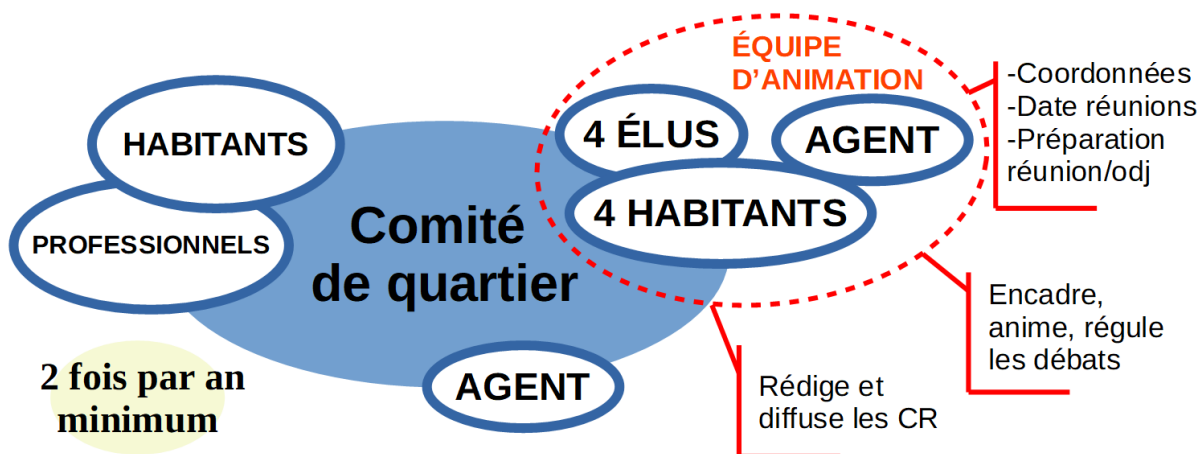 ÉQUIPE
D'ANIMATION
HABITANTS
PROFESSIONNELS
4 ÉLUS
AGENT
4 HABITANTS
Comité
de quartier
AGENT
2 fois par an
minimum
-Coordonnées
-Date réunions
-Préparation
réunion/odj
Encadre,
anime, régule
les débats
Rédige et
diffuse les CR